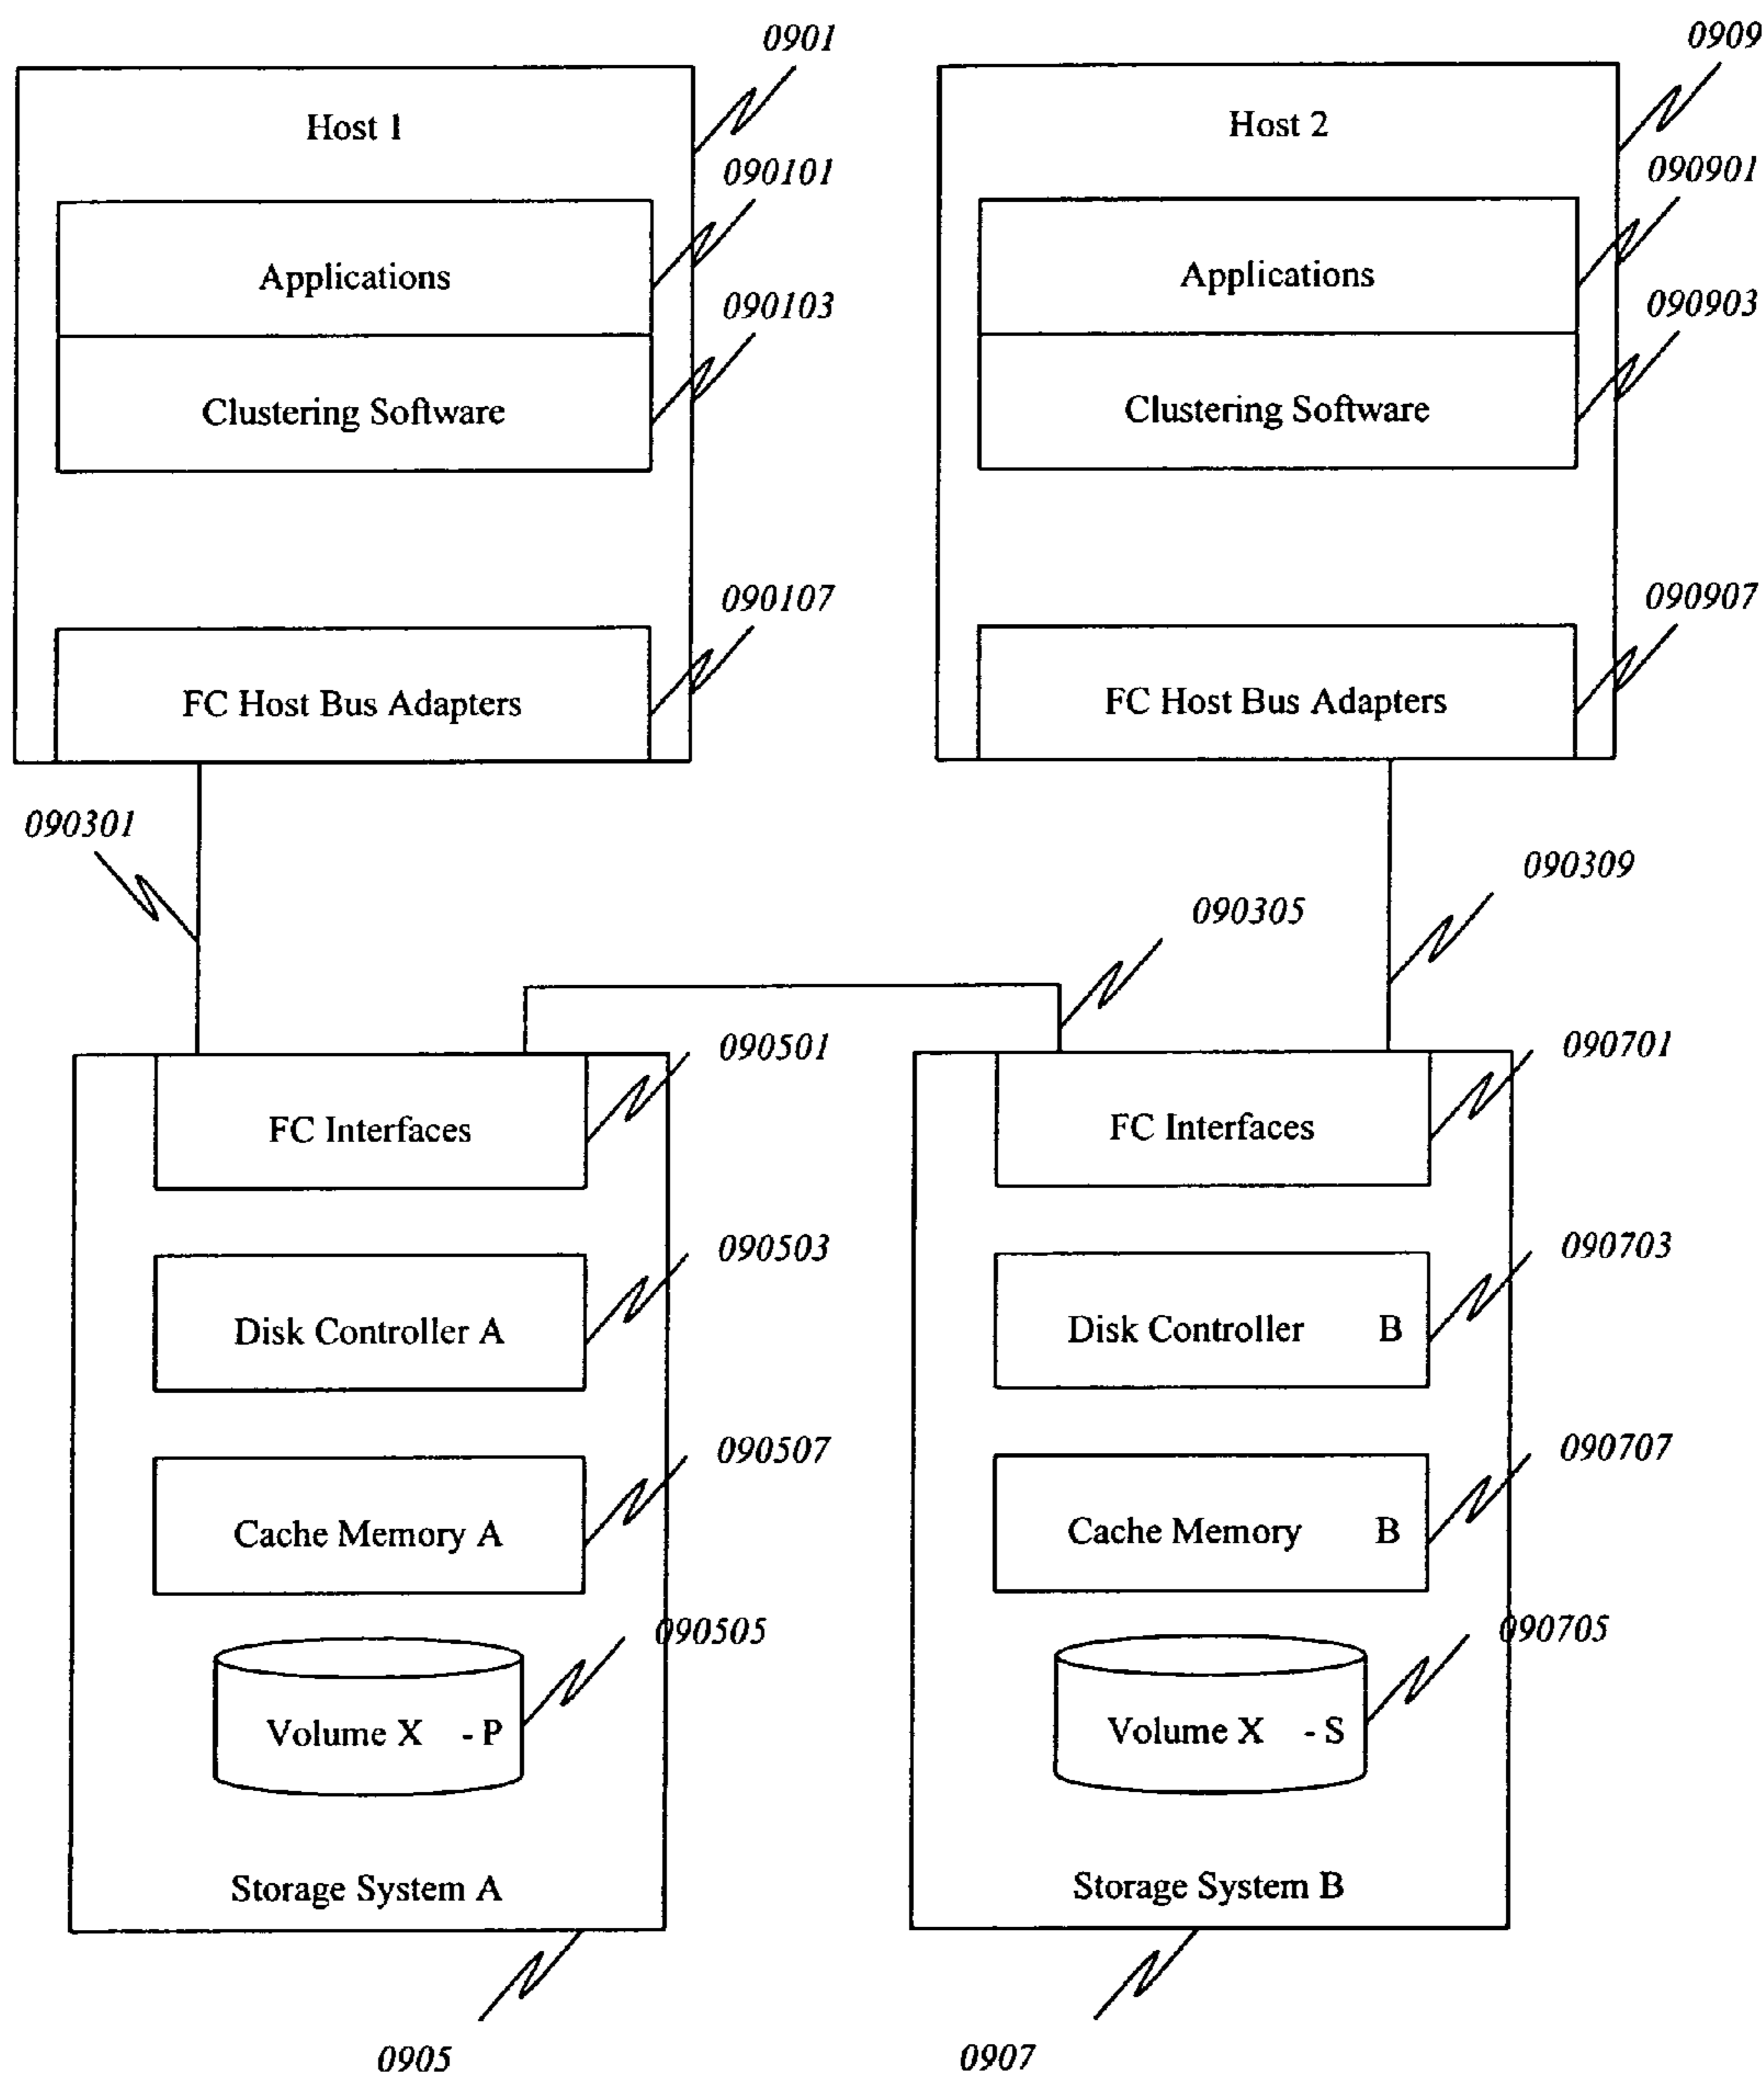 0901
0909
Host 1
Host 2
090101
090901
Applications
Applications
090103
090903
Clustering Software
Clustering Software
090107
090907
FC Host Bus Adapters
FC Host Bus Adapters
090301
090309
090305
090501
090701
FC Interfaces
FC Interfaces
090503
090703
Disk Controller A
Disk Controller B
090507
090707
Cache Memory A
Cache Memory B
090505
090705
Volume X - P
Volume X - S
Storage System A
Storage System B
0905
0907